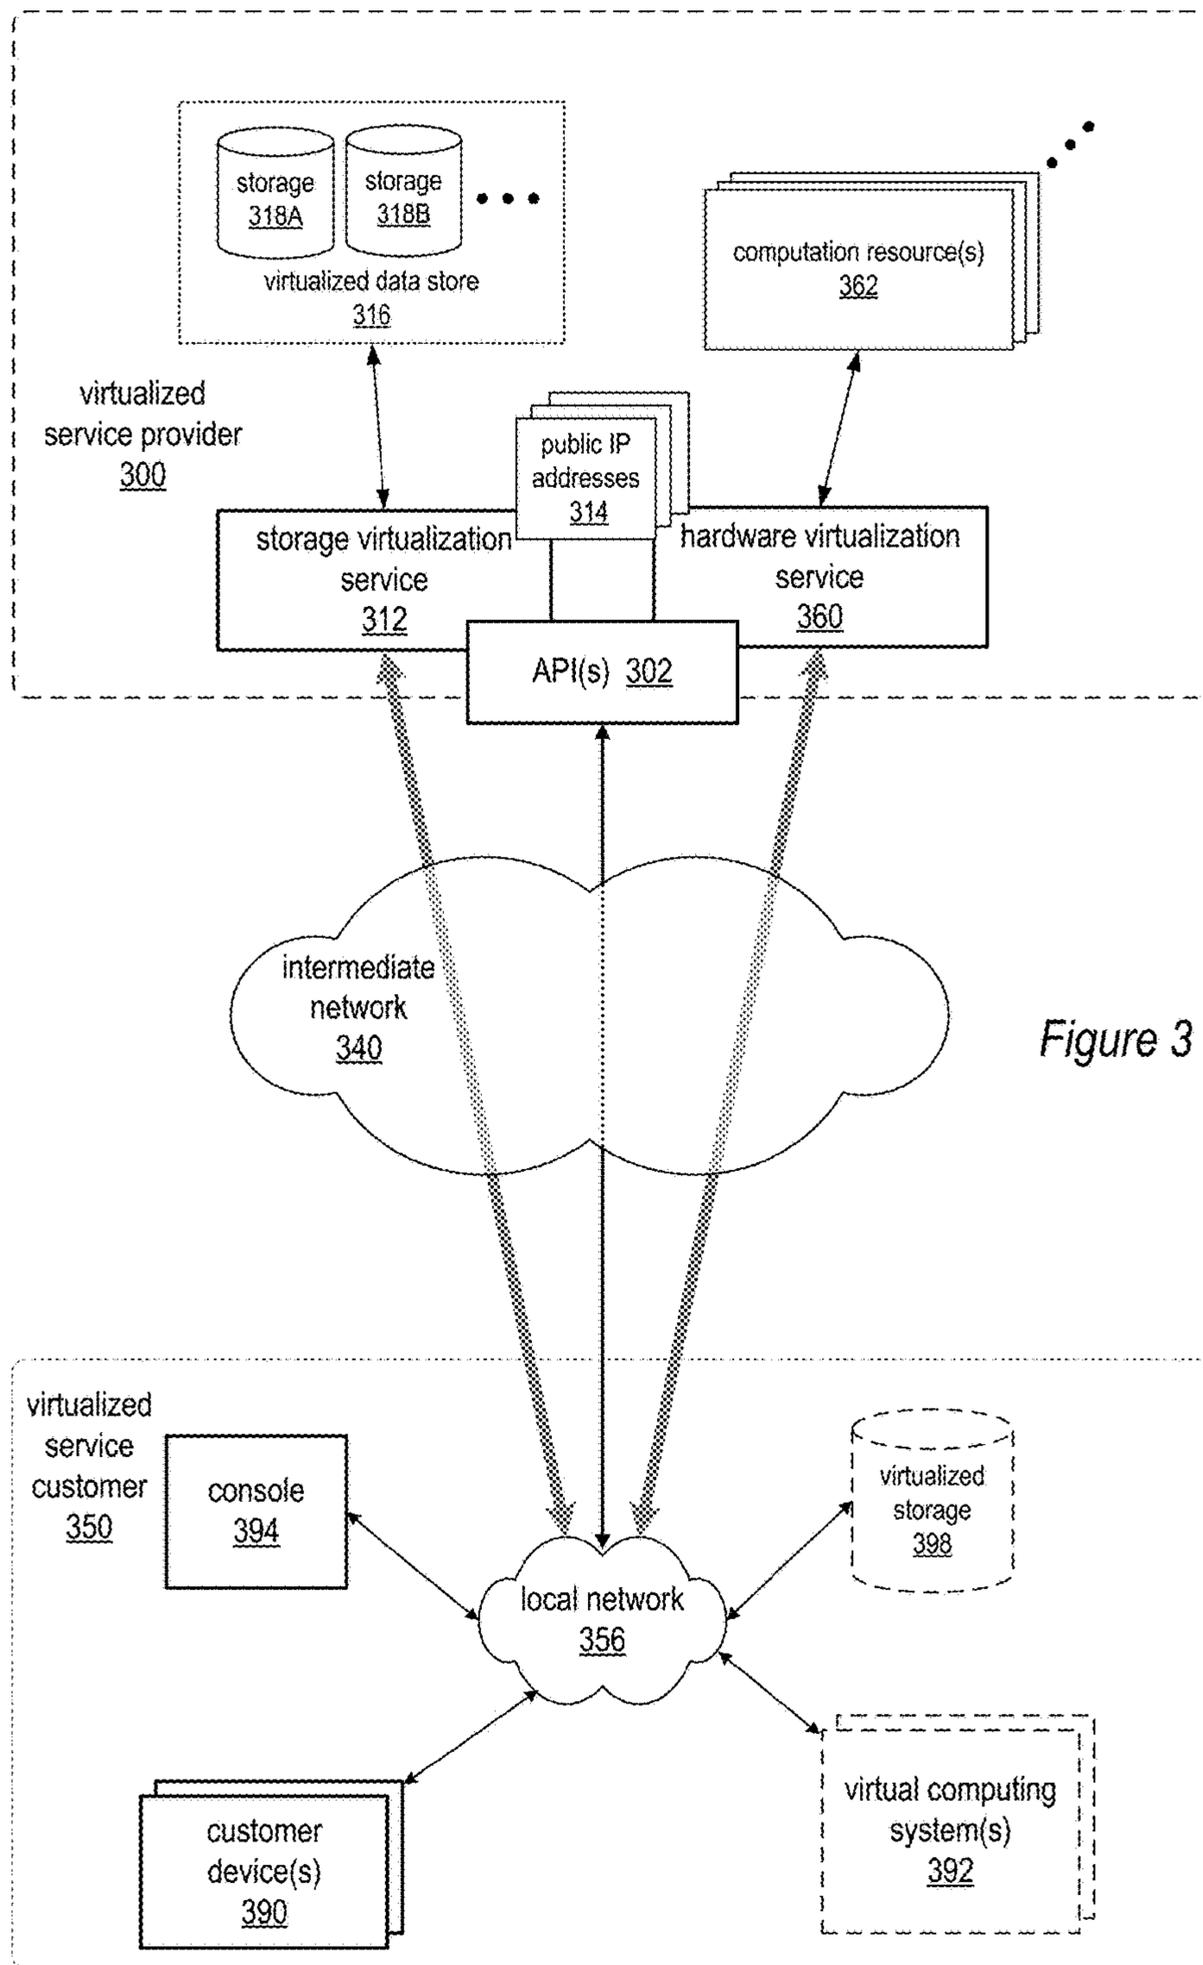 storage
318A
storage
318B
virtualized data store
316
computation resource(s)
362
virtualized
service provider
300
public IP
addresses
314
storage virtualization
service
312
hardware virtualization
service
360
API(s) 302
intermediate
network
340
Figure 3
virtualized
service
customer
350
console
394
virtualized
storage
398
local network
356
customer
device(s)
390
virtual computing
system(s)
392